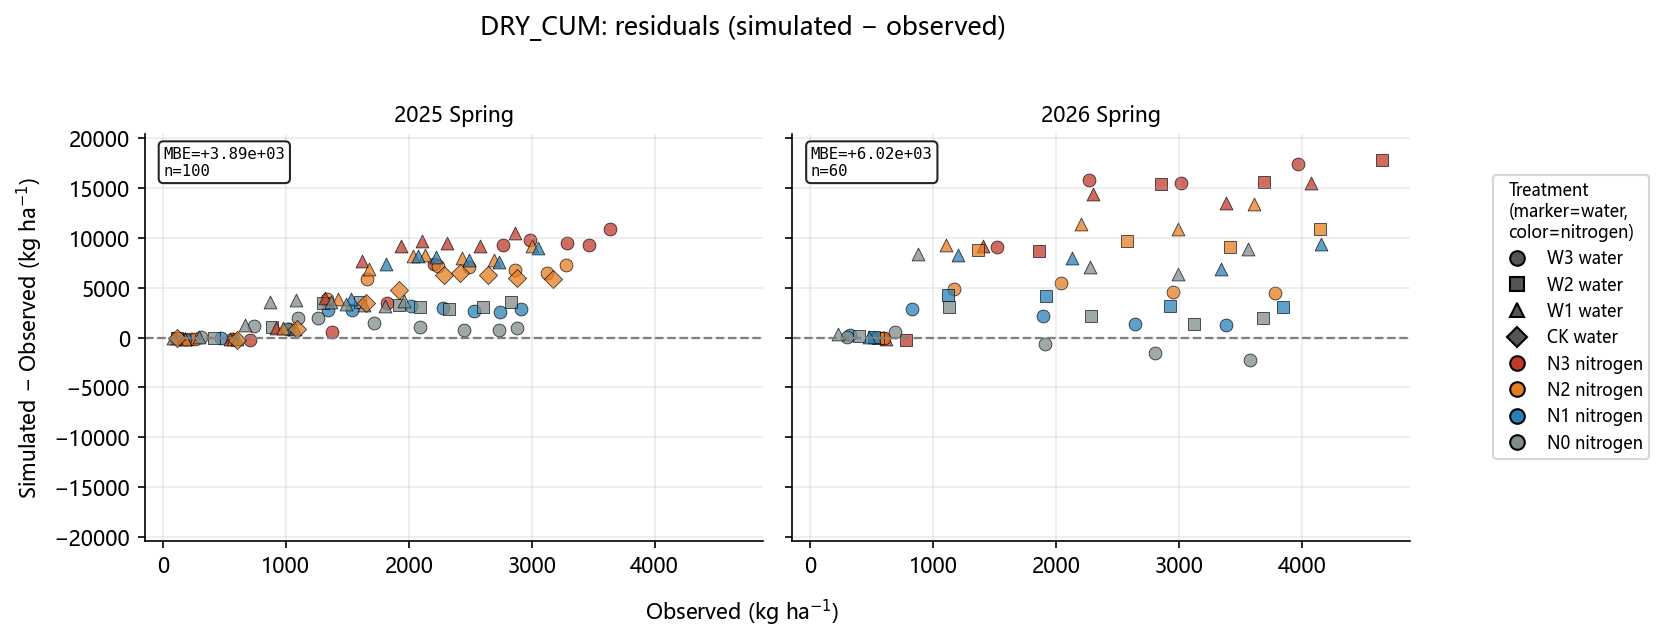 DRY_CUM: residuals (simulated − observed)
2025 Spring
2026 Spring
MBE=+3.89e+03
n=100
MBE=+6.02e+03
n=60
20000
15000
10000
5000
0
−5000
−10000
−15000
−20000
0 1000 2000 3000 4000
0 1000 2000 3000 4000
Simulated − Observed (kg ha⁻¹)
Observed (kg ha⁻¹)
Treatment
(marker=water,
color=nitrogen)
W3 water
W2 water
W1 water
CK water
N3 nitrogen
N2 nitrogen
N1 nitrogen
N0 nitrogen